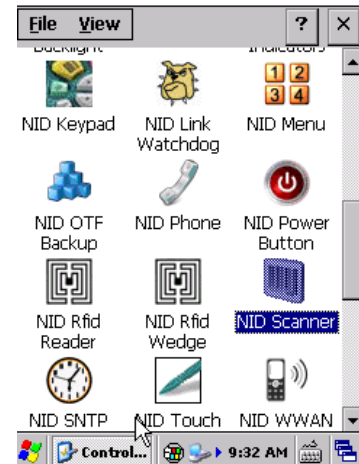 File View ? ×
Backlight Indicators
1 2
3 4
NID Keypad NID Link NID Menu
Watchdog
NID OTF NID Phone NID Power
Backup Button
NID Rfid NID Rfid NID Scanner
Reader Wedge
NID SNTP NID Touch NID WWAN
Control... 9:32 AM